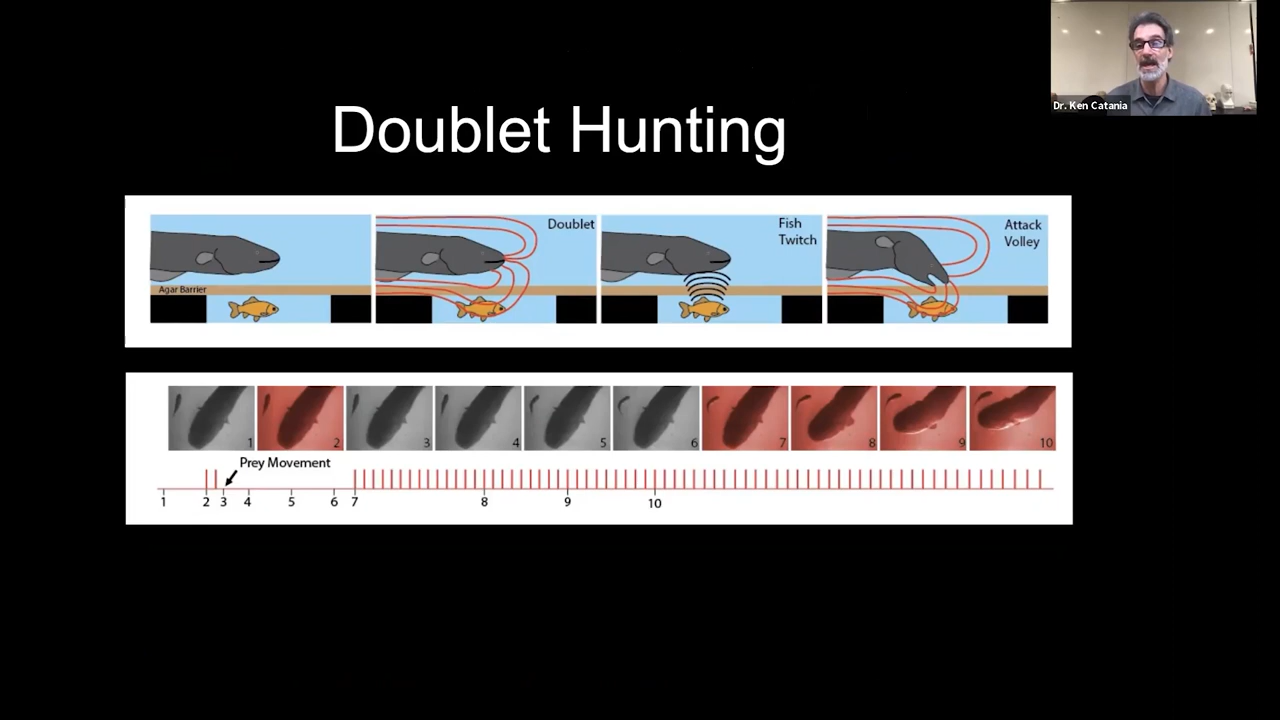 Dr. Ken Catania
Doublet Hunting
Agar Barrier
Doublet
Fish
Twitch
Attack
Volley
1 2 3 4 5 6 7 8 9 10
Prey Movement
1 2 3 4 5 6 7 8 9 10